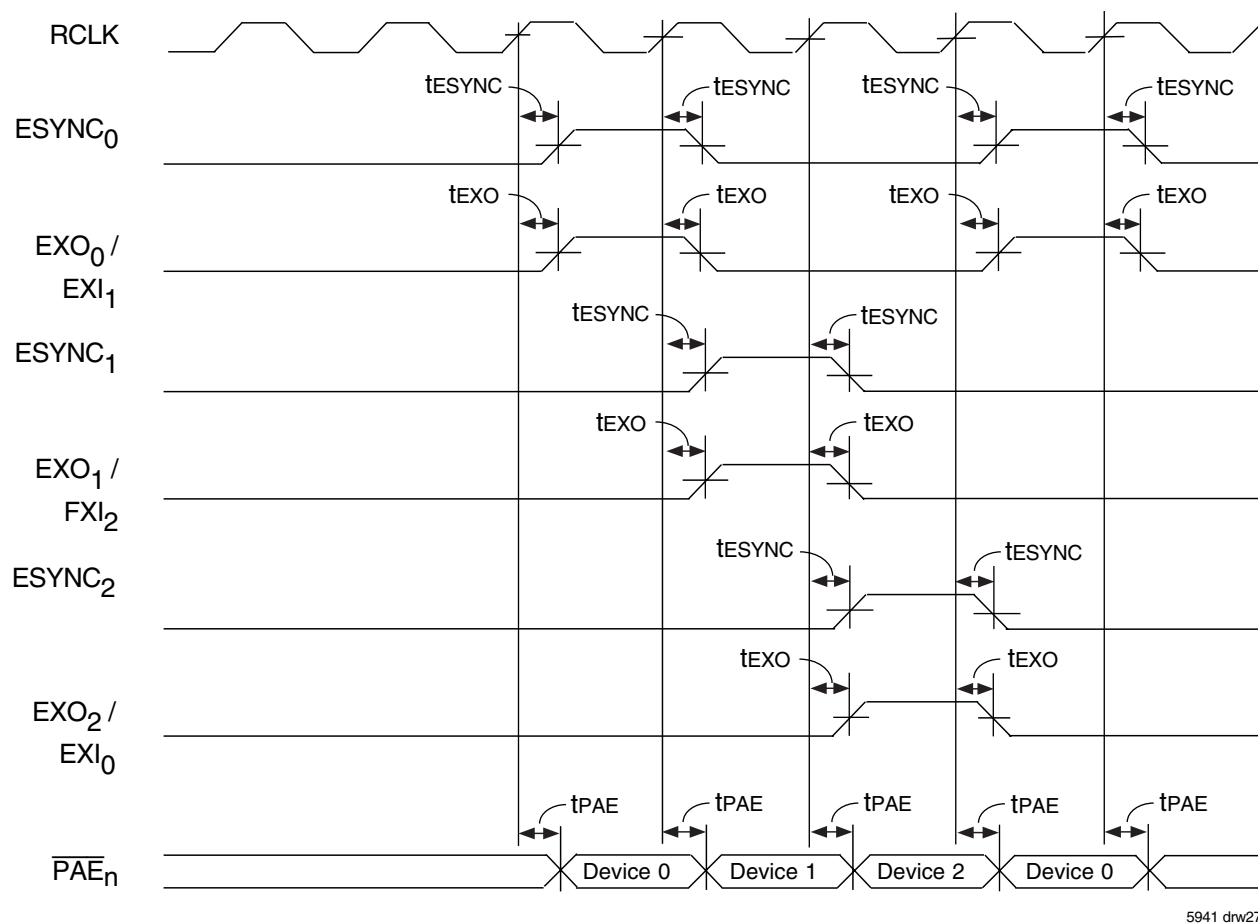 RCLK
tESYNC tESYNC tESYNC tESYNC
ESYNC0
tEXO tEXO tEXO tEXO
EXO0 /
EXI1
tESYNC tESYNC
ESYNC1
tEXO tEXO
EXO1 /
FXI2
tESYNC tESYNC
ESYNC2
tEXO tEXO
EXO2 /
EXI0
tPAE tPAE tPAE tPAE tPAE
PAEn Device 0 Device 1 Device 2 Device 0
5941 drw27